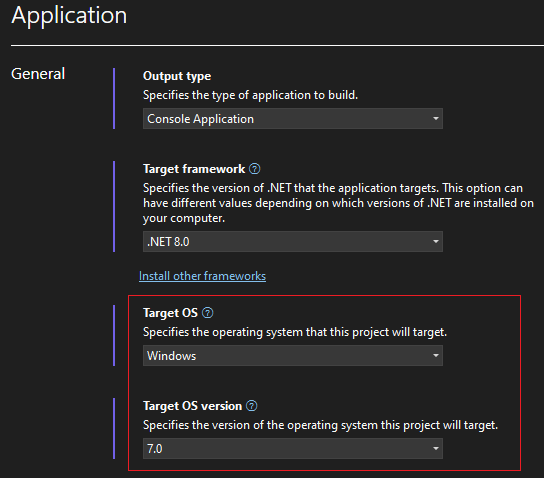 Application
General
Output type
Specifies the type of application to build.
Console Application
Target framework
Specifies the version of .NET that the application targets. This option can
have different values depending on which versions of .NET are installed on
your computer.
.NET 8.0
Install other frameworks
Target OS
Specifies the operating system that this project will target.
Windows
Target OS version
Specifies the version of the operating system this project will target.
7.0